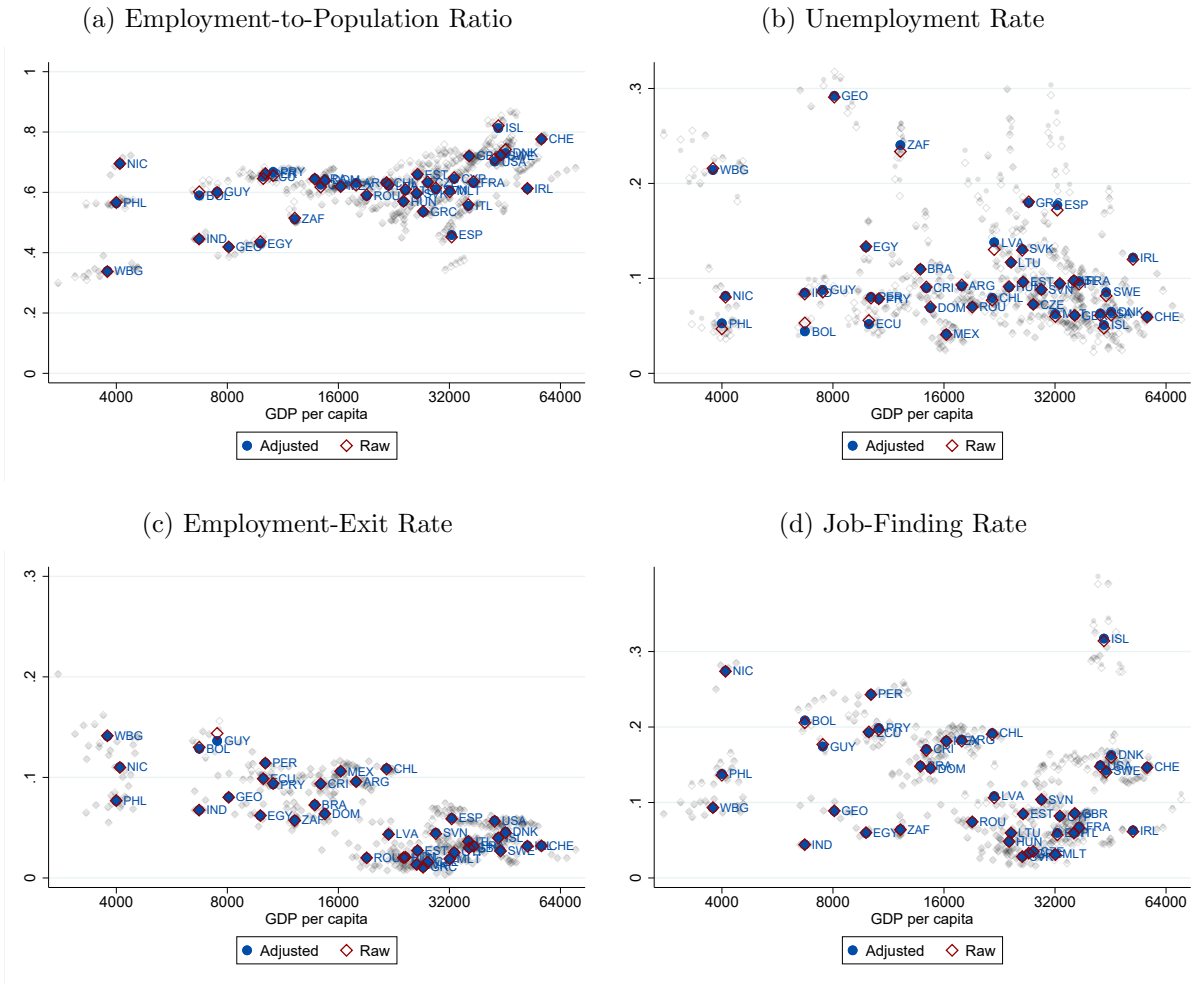 (a) Employment-to-Population Ratio
1
.8
.6
.4
.2
0
NIC
PHL
WBG
BOL
GUY
IND
GEO
EGY
PRY
ZAF
ROU
EST
HUN
GRC
ESP
ITL
FRA
USA
ISL
DNK
CHE
IRL
4000 8000 16000 32000 64000
GDP per capita
Adjusted Raw
(b) Unemployment Rate
.3
.2
.1
0
GEO
ZAF
WBG
GRC
ESP
EGY
LVA
SVK
LTU
IRL
BRA
NIC
IND
GUY
PER
PRY
CRI
ARG
CHL
EST
SVN
FRA
SWE
PHL
BOL
ECU
DOM
ROU
MEX
CZE
DNK
ISL
CHE
4000 8000 16000 32000 64000
GDP per capita
Adjusted Raw
(c) Employment-Exit Rate
.3
.2
.1
0
WBG
GUY
BOL
NIC
PER
ECU
PRY
PHL
IND
GEO
EGY
ZAF
BRA
DOM
CRI
MEX
ARG
CHL
LVA
ROU
EST
GRC
SVN
ESP
MLT
USA
DNK
ISL
SWE
CHE
4000 8000 16000 32000 64000
GDP per capita
Adjusted Raw
(d) Job-Finding Rate
.3
.2
.1
0
ISL
NIC
PER
BOL
PRY
ECU
GUY
CRI
ARG
CHL
PHL
BRA
DOM
DNK
USA
SWE
CHE
WBG
GEO
LVA
SVN
EST
GBR
IND
EGY
ZAF
ROU
LTU
HUN
FRA
IRL
CZE
MLT
4000 8000 16000 32000 64000
GDP per capita
Adjusted Raw